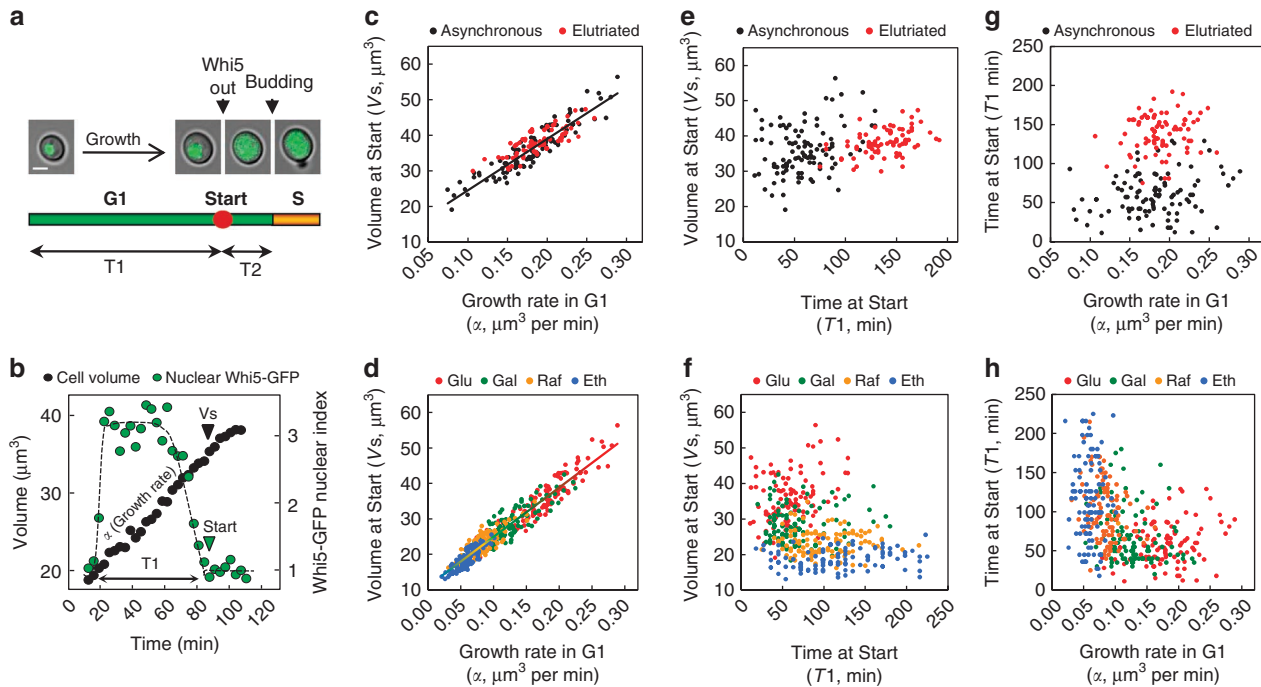 a
Whi5
out
Budding
Growth
G1
Start
S
T1
T2
b
Cell volume
Nuclear Whi5-GFP
Vs
α (Growth rate)
Start
T1
Volume (μm³)
40
30
20
Whi5-GFP nuclear index
3
2
1
0
20
40
60
80
100
120
Time (min)
c
Asynchronous
Elutriated
Volume at Start (Vs, μm³)
60
50
40
30
20
10
0.05
0.10
0.15
0.20
0.25
0.30
Growth rate in G1
(α, μm³ per min)
d
Glu
Gal
Raf
Eth
Volume at Start (Vs, μm³)
60
50
40
30
20
10
0.00
0.05
0.10
0.15
0.20
0.25
0.30
Growth rate in G1
(α, μm³ per min)
e
Asynchronous
Elutriated
Volume at Start (Vs, μm³)
60
50
40
30
20
10
0
50
100
150
200
Time at Start
(T1, min)
f
Glu
Gal
Raf
Eth
Volume at Start (Vs, μm³)
60
50
40
30
20
10
0
50
100
150
200
250
Time at Start
(T1, min)
g
Asynchronous
Elutriated
Time at Start (T1 min)
250
200
150
100
50
0
0.05
0.10
0.15
0.20
0.25
0.30
Growth rate in G1
(α, μm³ per min)
h
Glu
Gal
Raf
Eth
Time at Start (T1, min)
250
200
150
100
50
0
0.00
0.05
0.10
0.15
0.20
0.25
0.30
Growth rate in G1
(α, μm³ per min)